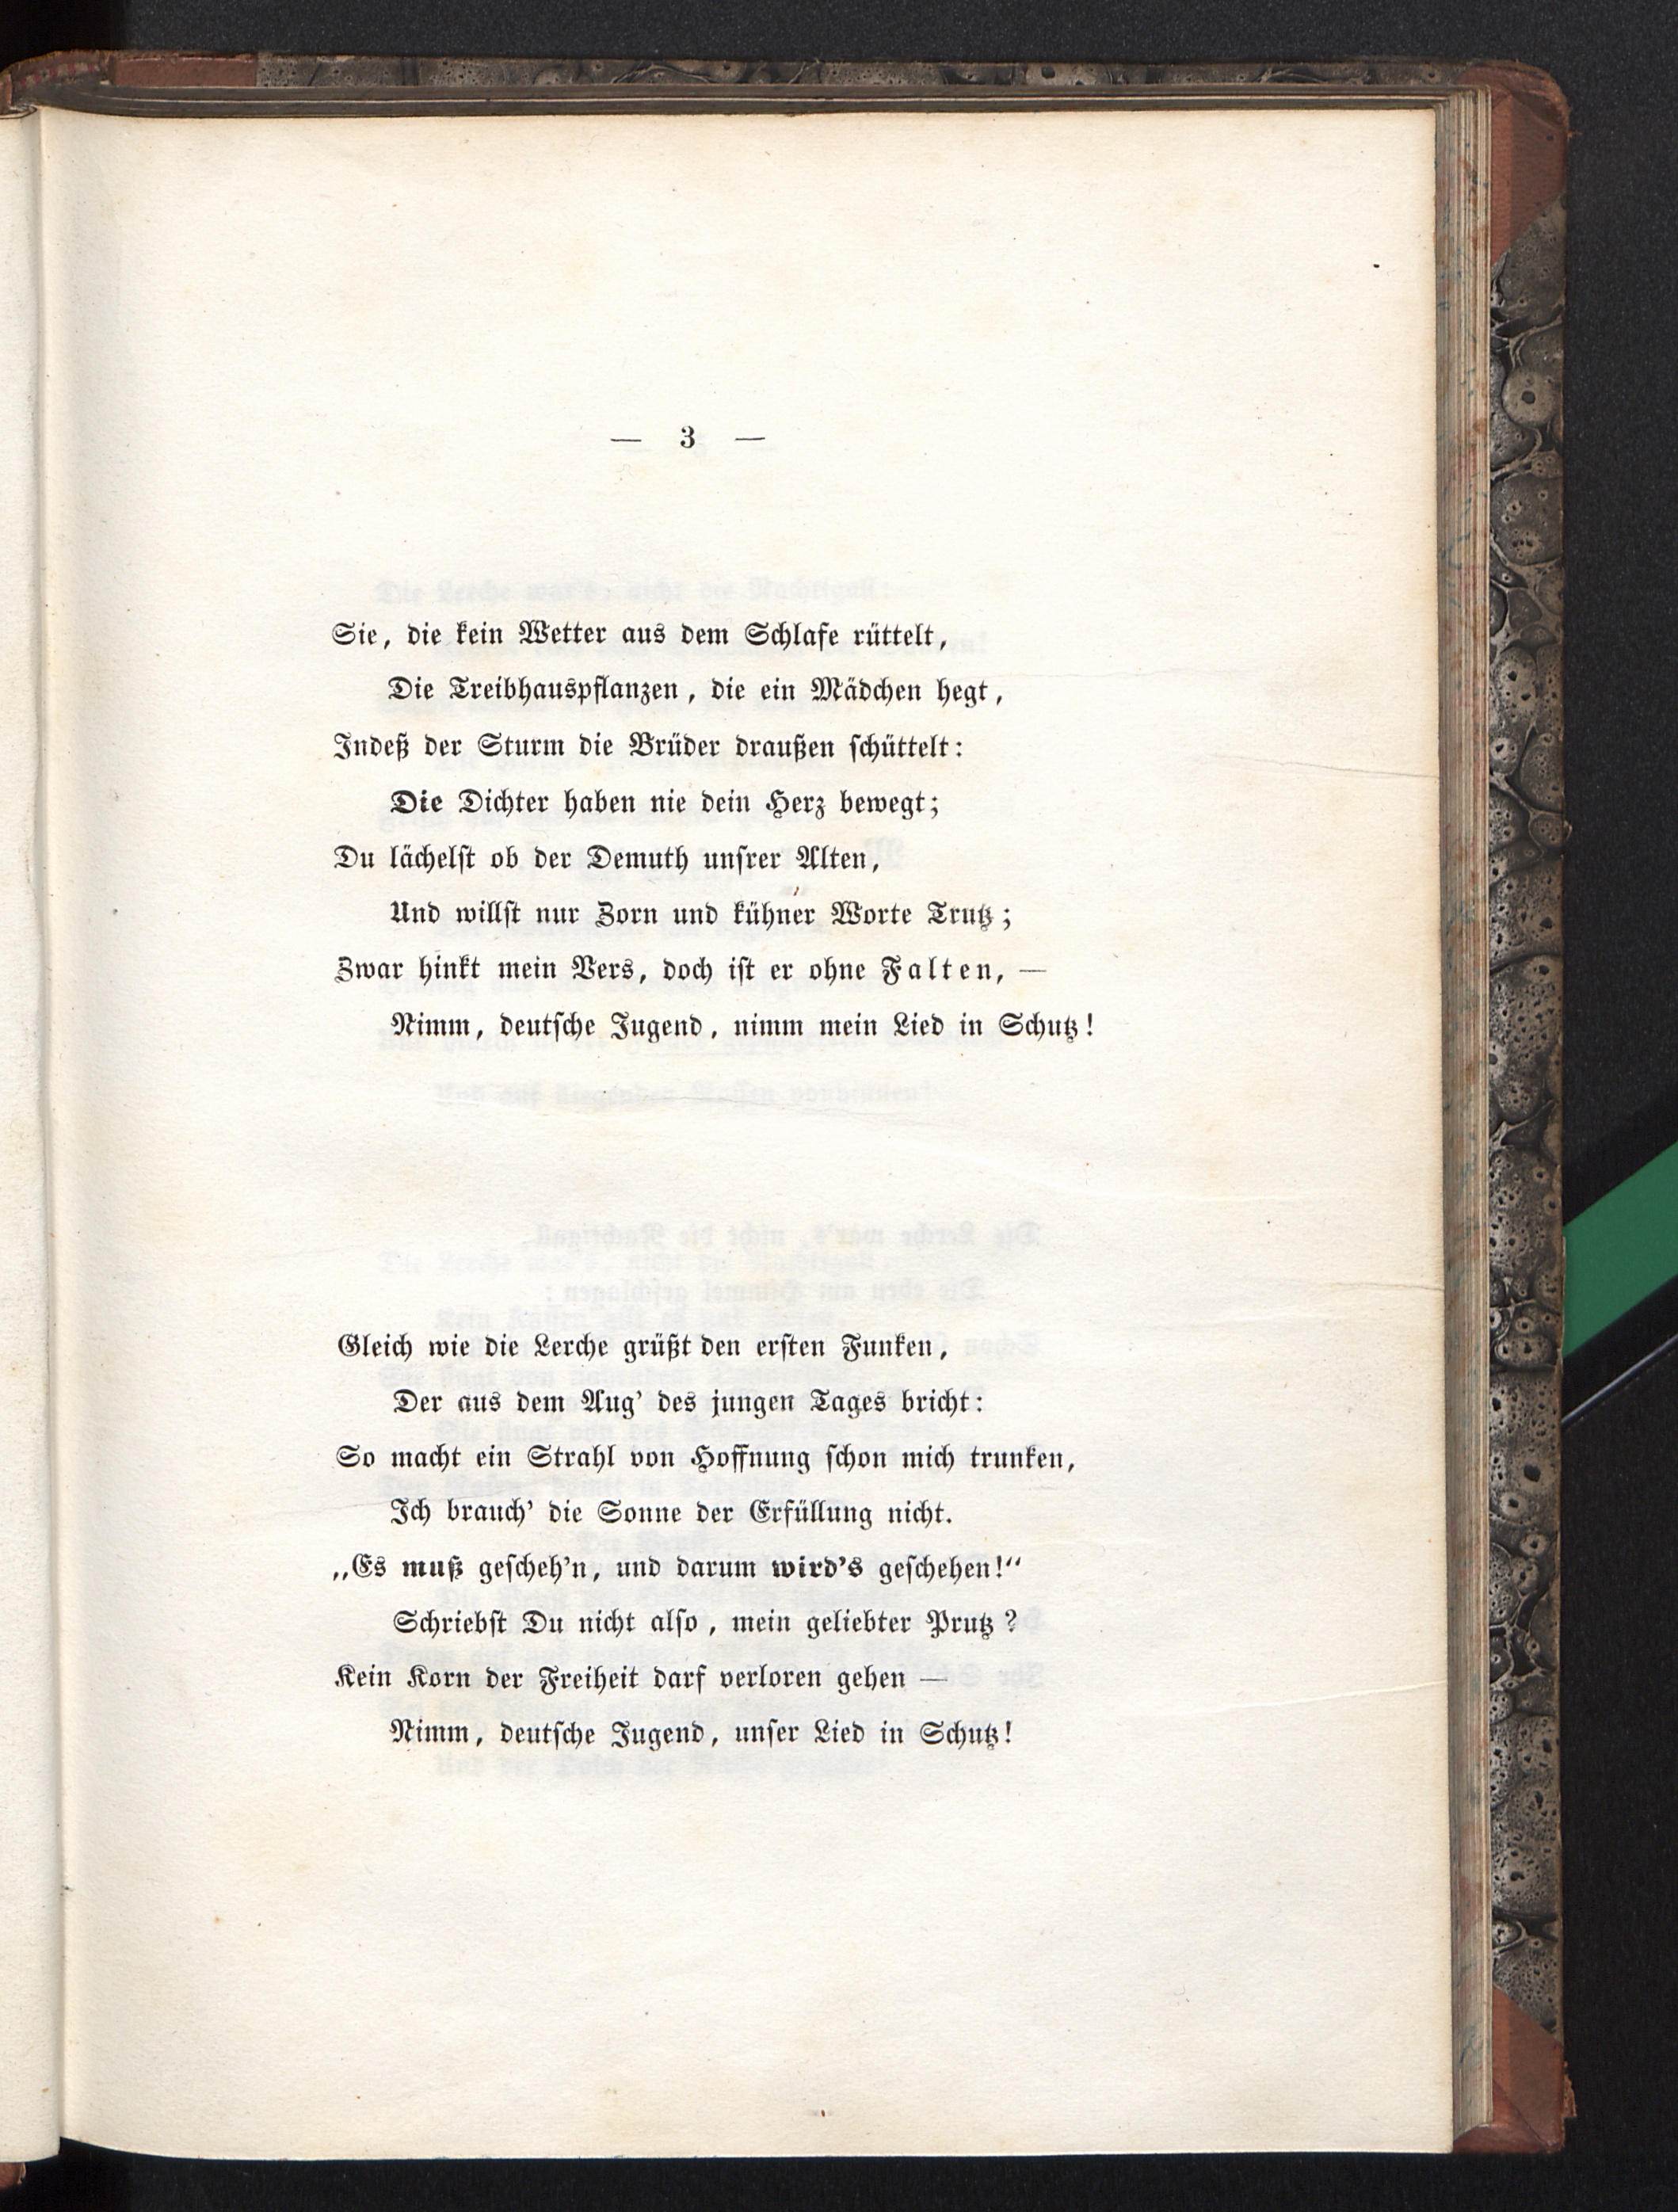 — 3 —
Sie, die kein Wetter aus dem Schlafe rüttelt,
Die Treibhauspflanzen, die ein Mädchen hegt,
Indeß der Sturm die Brüder draußen schüttelt:
Die Dichter haben nie dein Herz bewegt;
Du lächelſt ob der Demuth unſrer Alten,
Und willſt nur Zorn und kühner Worte Trutz;
Zwar hinkt mein Vers, doch iſt er ohne Falten, —
Nimm, deutſche Jugend, nimm mein Lied in Schutz!
Gleich wie die Lerche grüßt den erſten Funken,
Der aus dem Aug' des jungen Tages bricht:
So macht ein Strahl von Hoffnung ſchon mich trunken,
Ich brauch' die Sonne der Erfüllung nicht.
„Es muß geſcheh'n, und darum wird's geſchehen!“
Schriebſt Du nicht alſo, mein geliebter Prutz?
Kein Korn der Freiheit darf verloren gehen —
Nimm, deutſche Jugend, unſer Lied in Schutz!